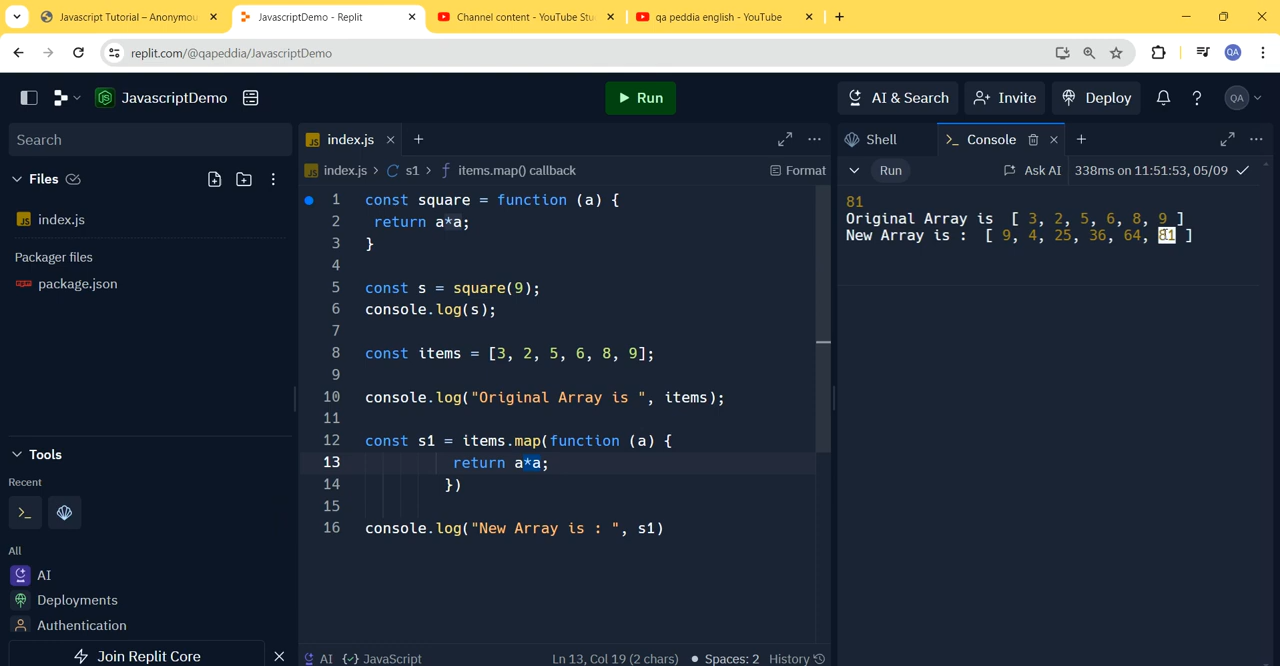 Javascript Tutorial – Anonymou
JavascriptDemo - Replit
Channel content - YouTube Stu
qa peddia english - YouTube
replit.com/@qapeddia/JavascriptDemo
QA
JavascriptDemo
Run
AI & Search
Invite
Deploy
QA
Search
Files
index.js
Packager files
package.json
Tools
Recent
All
AI
Deployments
Authentication
Join Replit Core
JS index.js
JS index.js > s1 > items.map() callback
Format
1 const square = function (a) {
2 return a*a;
3 }
4
5 const s = square(9);
6 console.log(s);
7
8 const items = [3, 2, 5, 6, 8, 9];
9
10 console.log("Original Array is ", items);
11
12 const s1 = items.map(function (a) {
13 return a*a;
14 })
15
16 console.log("New Array is : ", s1)
AI {} JavaScript
Ln 13, Col 19 (2 chars)
Spaces: 2
History
Shell
Console
Run
Ask AI
338ms on 11:51:53, 05/09
81
Original Array is [ 3, 2, 5, 6, 8, 9 ]
New Array is : [ 9, 4, 25, 36, 64, 81 ]